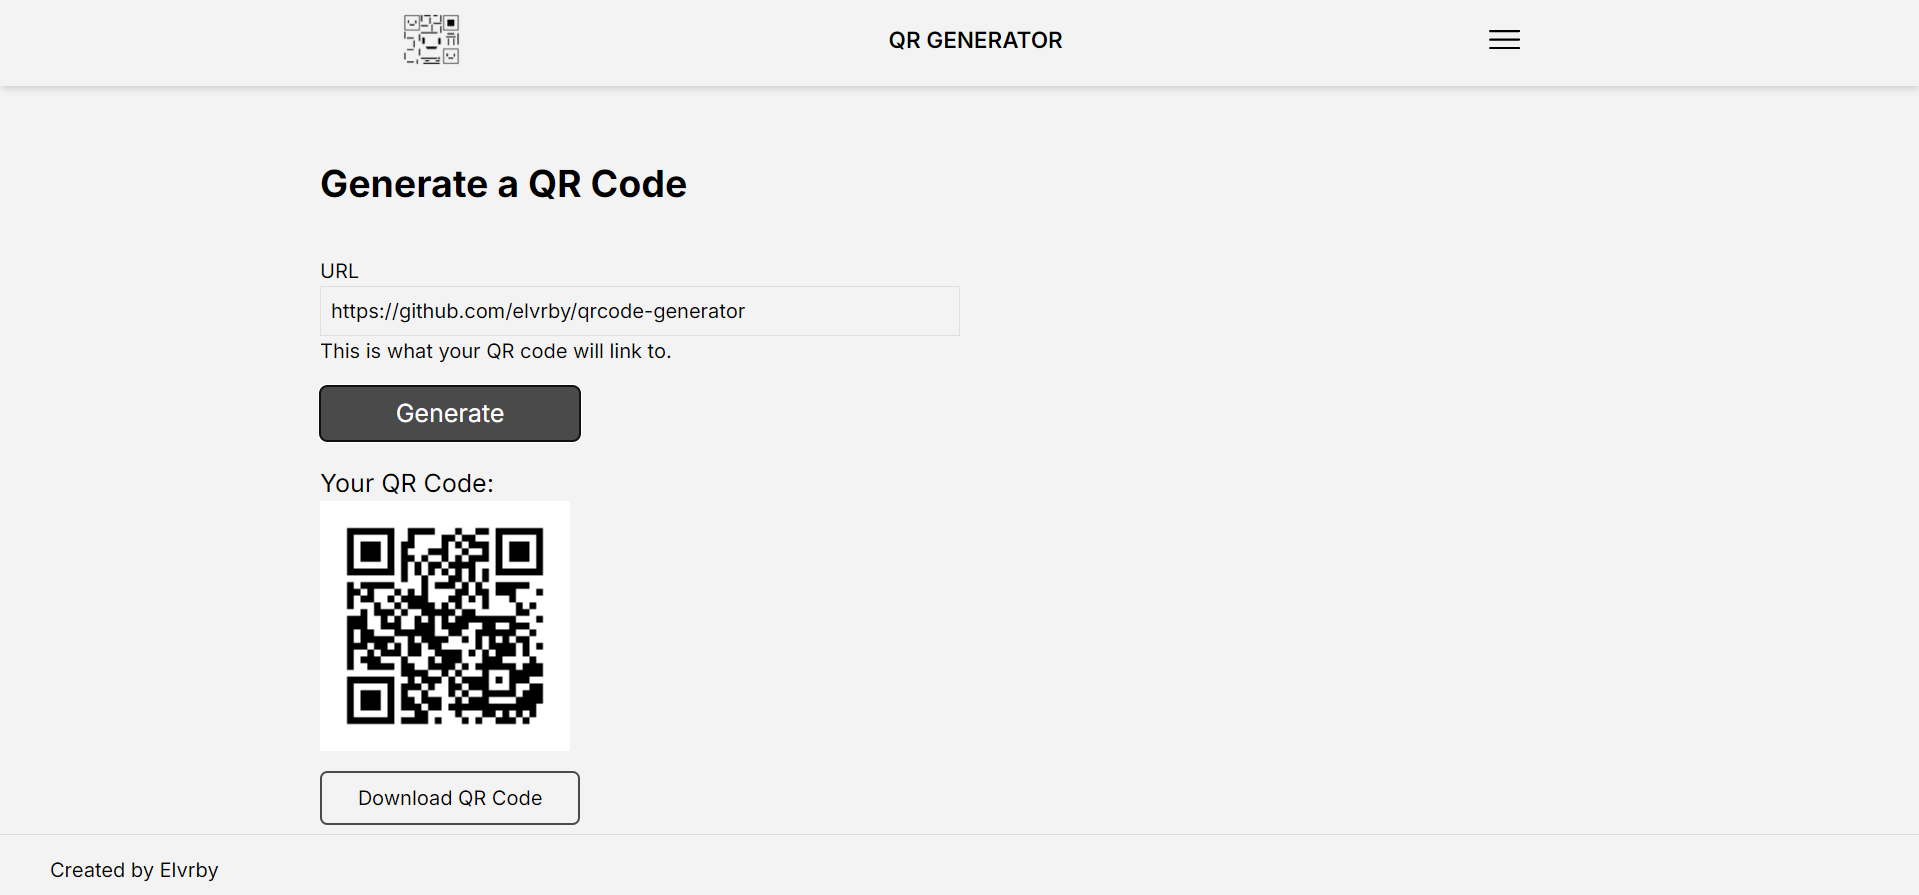 QR GENERATOR
Generate a QR Code
URL
https://github.com/elvrby/qrcode-generator
This is what your QR code will link to.
Generate
Your QR Code:
Download QR Code
Created by Elvrby